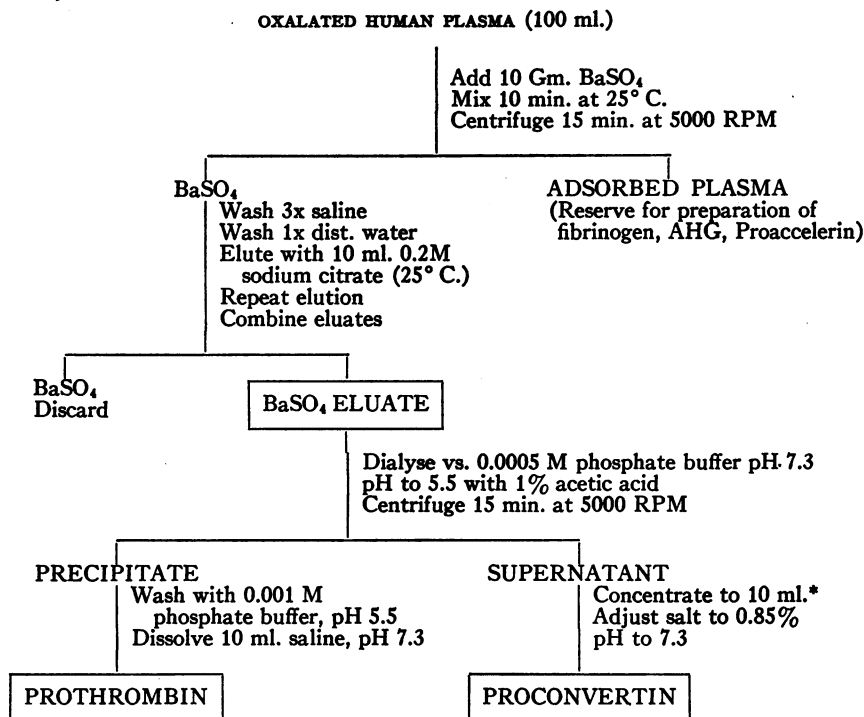 OXALATED HUMAN PLASMA (100 ml.)
Add 10 Gm. BaSO₄
Mix 10 min. at 25° C.
Centrifuge 15 min. at 5000 RPM
BaSO₄
Wash 3x saline
Wash 1x dist. water
Elute with 10 ml. 0.2M
sodium citrate (25° C.)
Repeat elution
Combine eluates
ADSORBED PLASMA
(Reserve for preparation of
fibrinogen, AHG, Proaccelerin)
BaSO₄
Discard
BaSO₄ ELUATE
Dialyse vs. 0.0005 M phosphate buffer pH 7.3
pH to 5.5 with 1% acetic acid
Centrifuge 15 min. at 5000 RPM
PRECIPITATE
Wash with 0.001 M
phosphate buffer, pH 5.5
Dissolve 10 ml. saline, pH 7.3
SUPERNATANT
Concentrate to 10 ml.*
Adjust salt to 0.85%
pH to 7.3
PROTHROMBIN
PROCONVERTIN